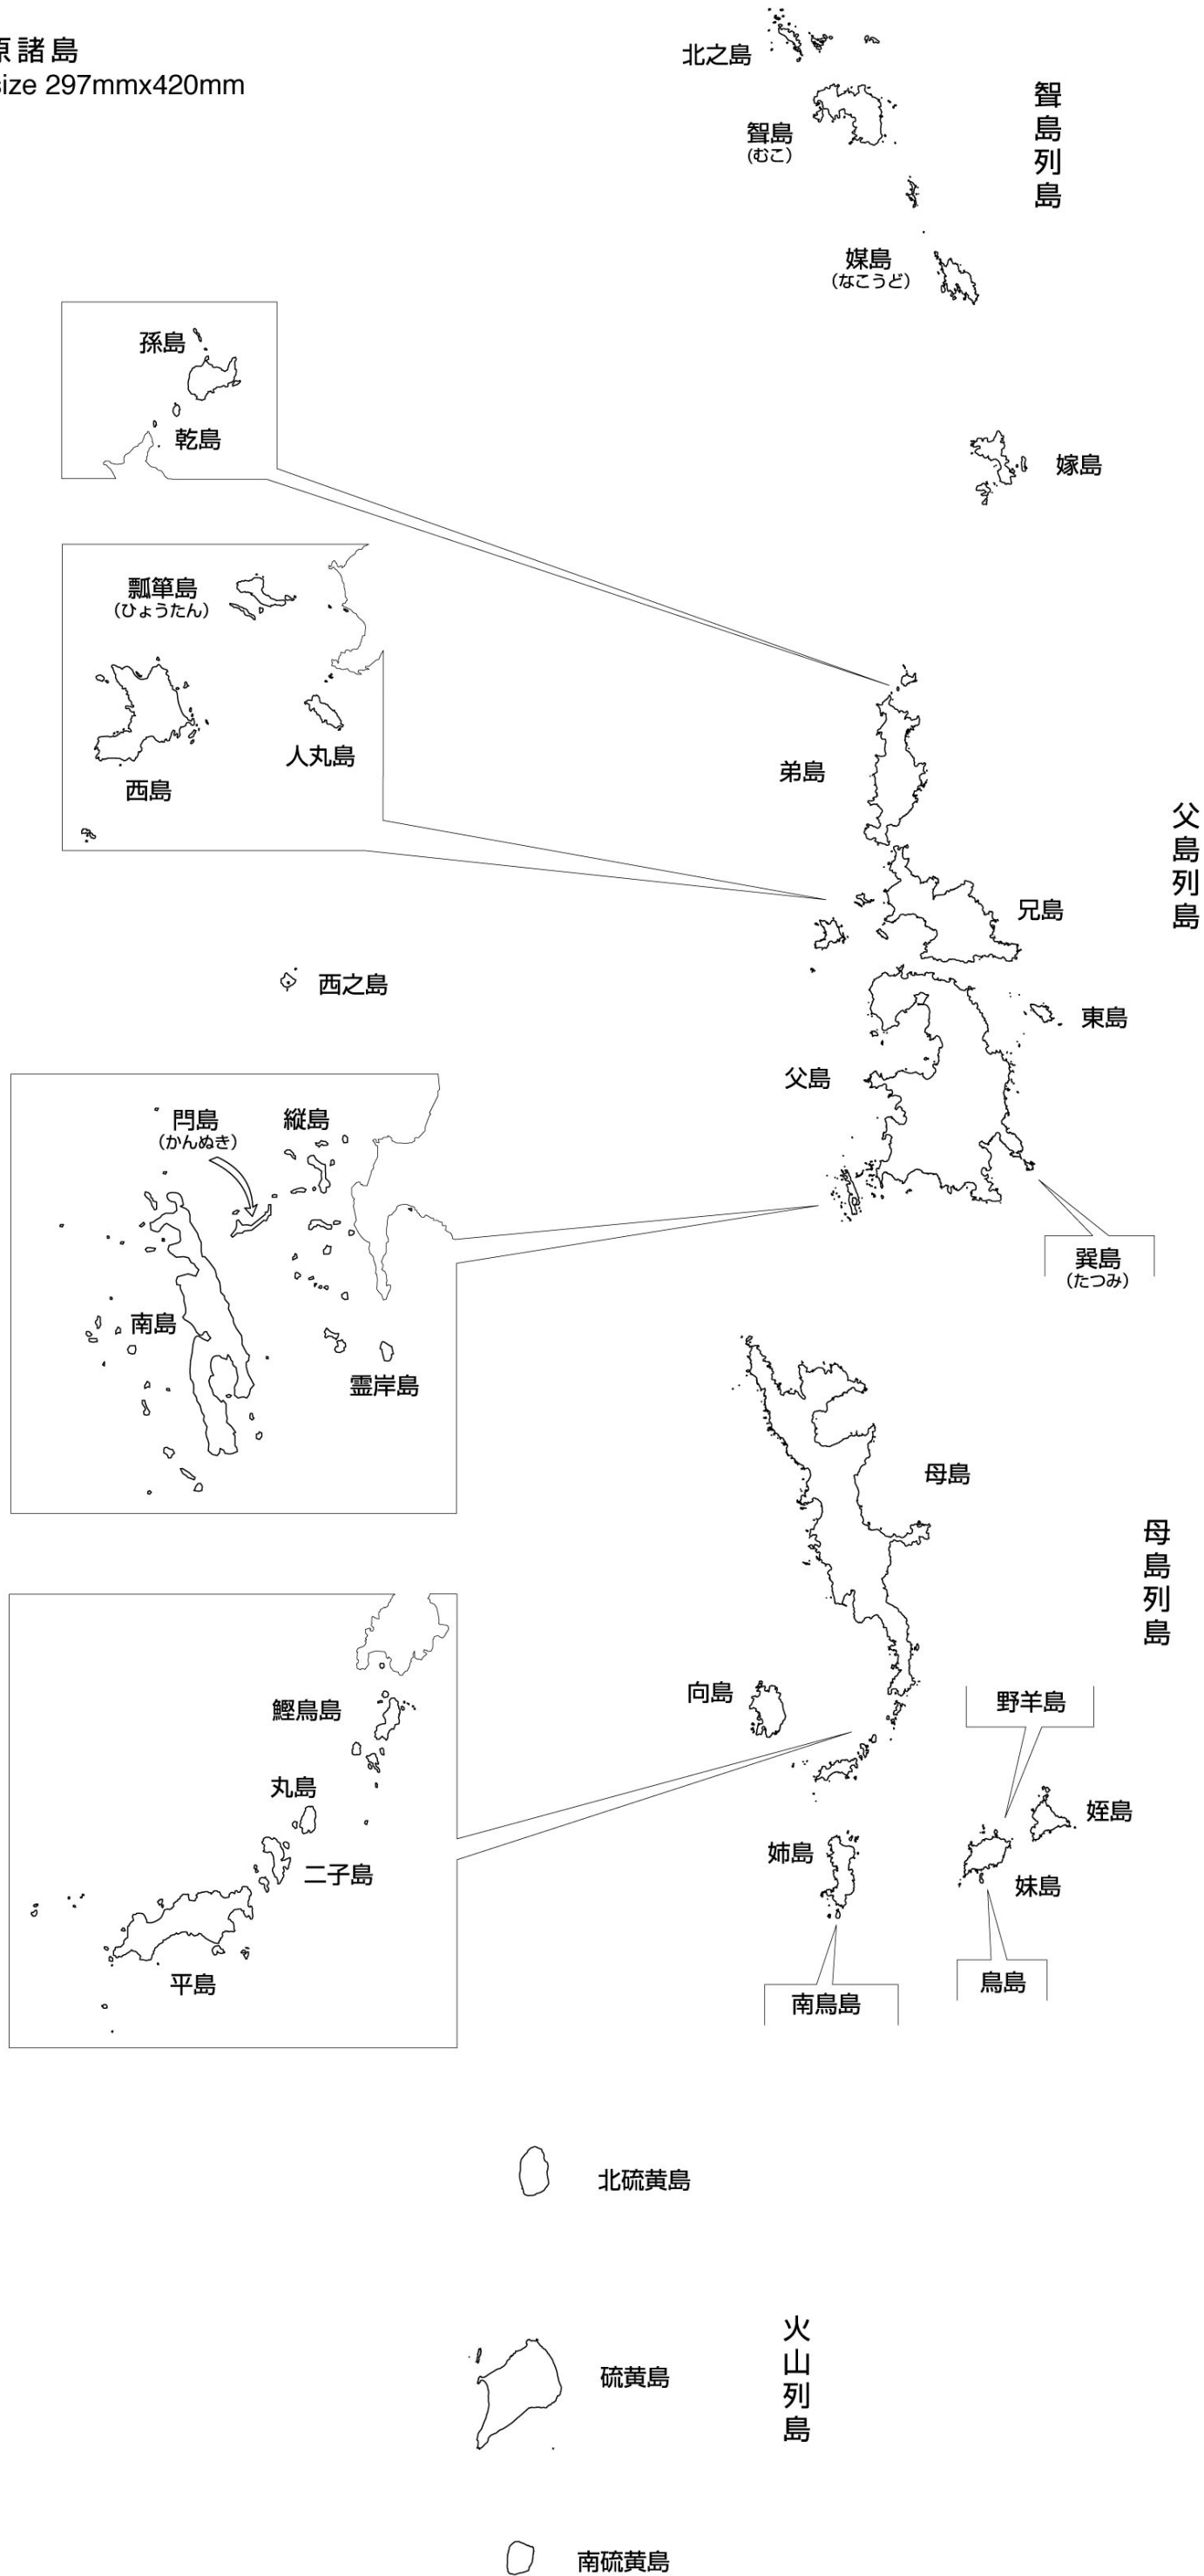 原諸島
size 297mmx420mm
北之島
聟島
(むこ)
聟島列島
媒島
(なこうど)
孫島
乾島
嫁島
瓢箪島
(ひょうたん)
人丸島
西島
弟島
父島列島
兄島
西之島
東島
父島
閂島
(かんぬき)
縦島
巽島
(たつみ)
南島
霊岸島
母島
母島列島
向島
野羊島
鰹鳥島
丸島
姪島
姉島
二子島
妹島
平島
鳥島
南鳥島
北硫黄島
火山列島
硫黄島
南硫黄島